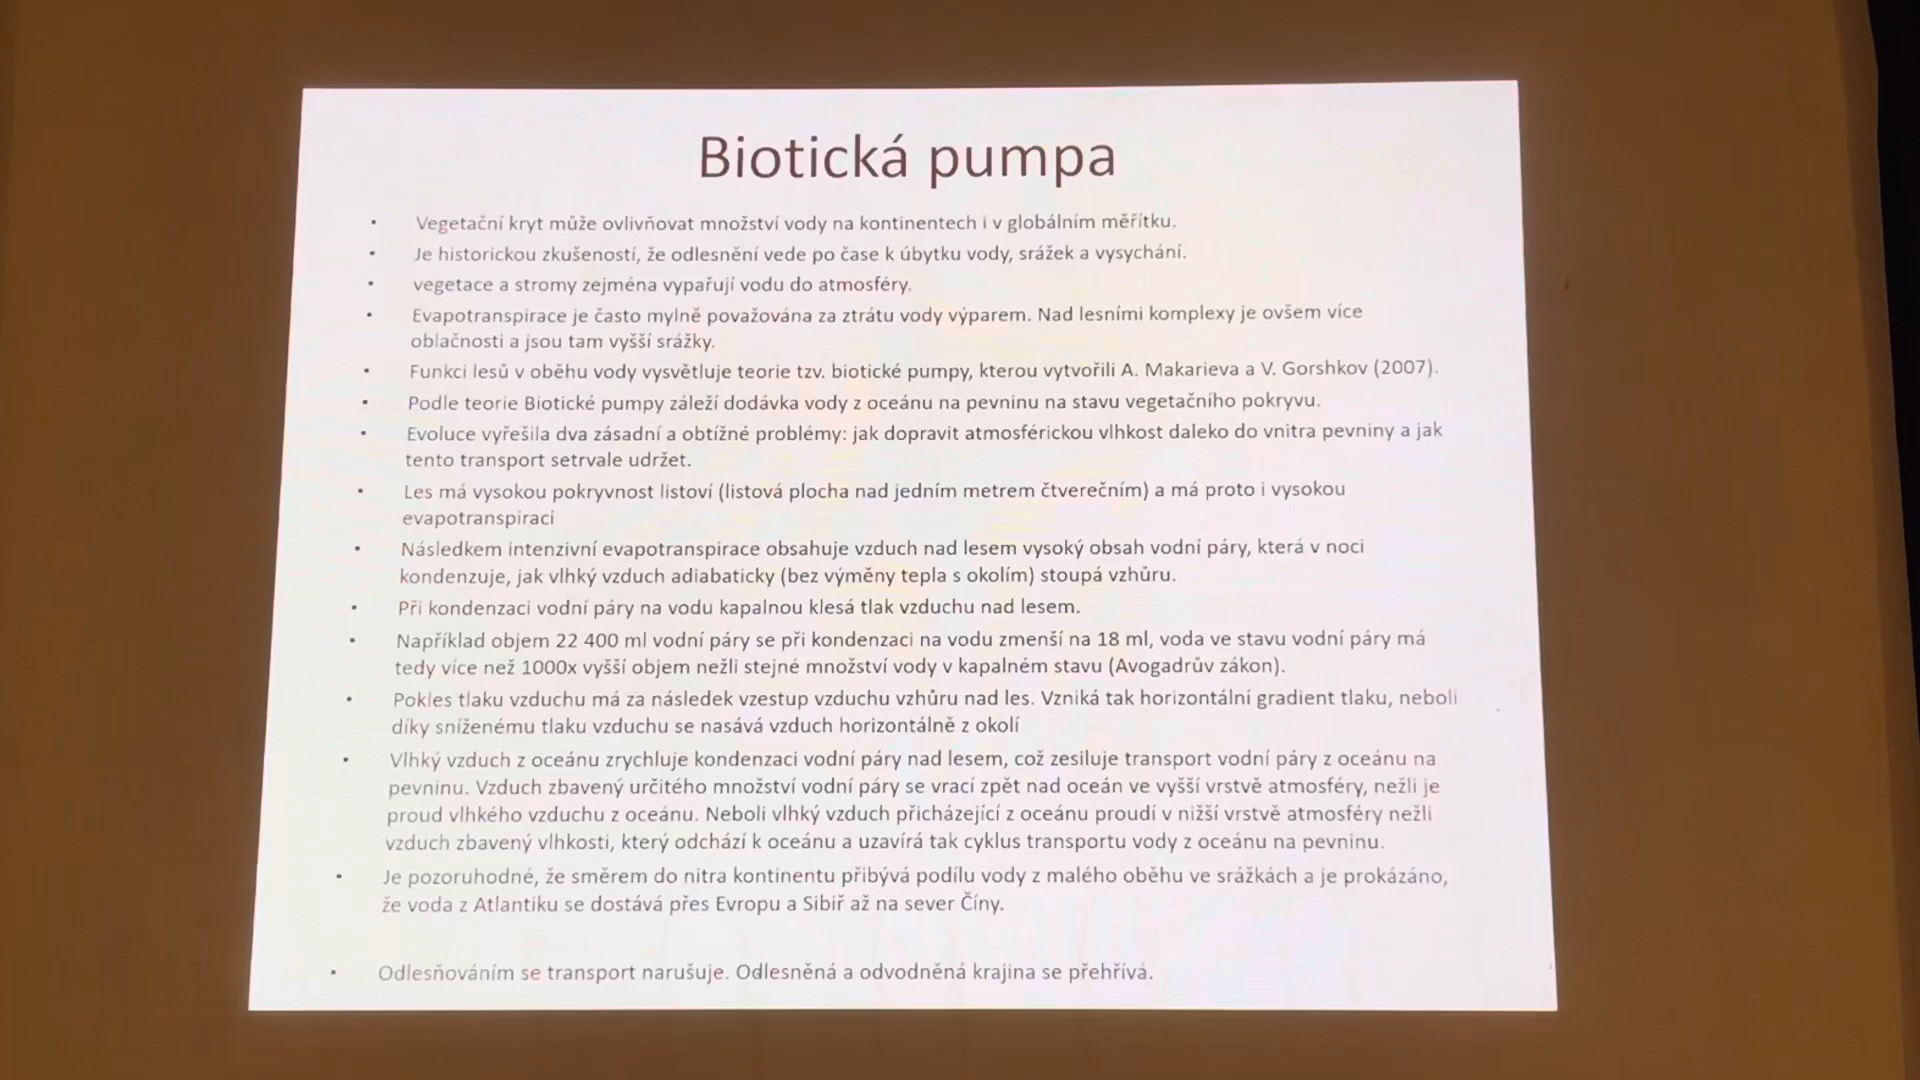 Biotická pumpa
• Vegetační kryt může ovlivňovat množství vody na kontinentech i v globálním měřítku.
• Je historickou zkušeností, že odlesnění vede po čase k úbytku vody, srážek a vysychání.
• vegetace a stromy zejména vypařují vodu do atmosféry.
• Evapotranspirace je často mylně považována za ztrátu vody výparem. Nad lesními komplexy je ovšem více
oblačnosti a jsou tam vyšší srážky.
• Funkci lesů v oběhu vody vysvětluje teorie tzv. biotické pumpy, kterou vytvořili A. Makarieva a V. Gorshkov (2007).
• Podle teorie Biotické pumpy záleží dodávka vody z oceánu na pevninu na stavu vegetačního pokryvu.
• Evoluce vyřešila dva zásadní a obtížné problémy: jak dopravit atmosférickou vlhkost daleko do vnitra pevniny a jak
tento transport setrvale udržet.
• Les má vysokou pokryvnost listoví (listová plocha nad jedním metrem čtverečním) a má proto i vysokou
evapotranspiraci
• Následkem intenzivní evapotranspirace obsahuje vzduch nad lesem vysoký obsah vodní páry, která v noci
kondenzuje, jak vlhký vzduch adiabaticky (bez výměny tepla s okolím) stoupá vzhůru.
• Při kondenzaci vodní páry na vodu kapalnou klesá tlak vzduchu nad lesem.
• Například objem 22 400 ml vodní páry se při kondenzaci na vodu zmenší na 18 ml, voda ve stavu vodní páry má
tedy více než 1000x vyšší objem nežli stejné množství vody v kapalném stavu (Avogadrův zákon).
• Pokles tlaku vzduchu má za následek vzestup vzduchu vzhůru nad les. Vzniká tak horizontální gradient tlaku, neboli
díky sníženému tlaku vzduchu se nasává vzduch horizontálně z okolí
• Vlhký vzduch z oceánu zrychluje kondenzaci vodní páry nad lesem, což zesiluje transport vodní páry z oceánu na
pevninu. Vzduch zbavený určitého množství vodní páry se vrací zpět nad oceán ve vyšší vrstvě atmosféry, nežli je
proud vlhkého vzduchu z oceánu. Neboli vlhký vzduch přicházející z oceánu proudí v nižší vrstvě atmosféry nežli
vzduch zbavený vlhkosti, který odchází k oceánu a uzavírá tak cyklus transportu vody z oceánu na pevninu.
• Je pozoruhodné, že směrem do nitra kontinentu přibývá podílu vody z malého oběhu ve srážkách a je prokázáno,
že voda z Atlantiku se dostává přes Evropu a Sibiř až na sever Číny.
• Odlesňováním se transport narušuje. Odlesněná a odvodněná krajina se přehřívá.